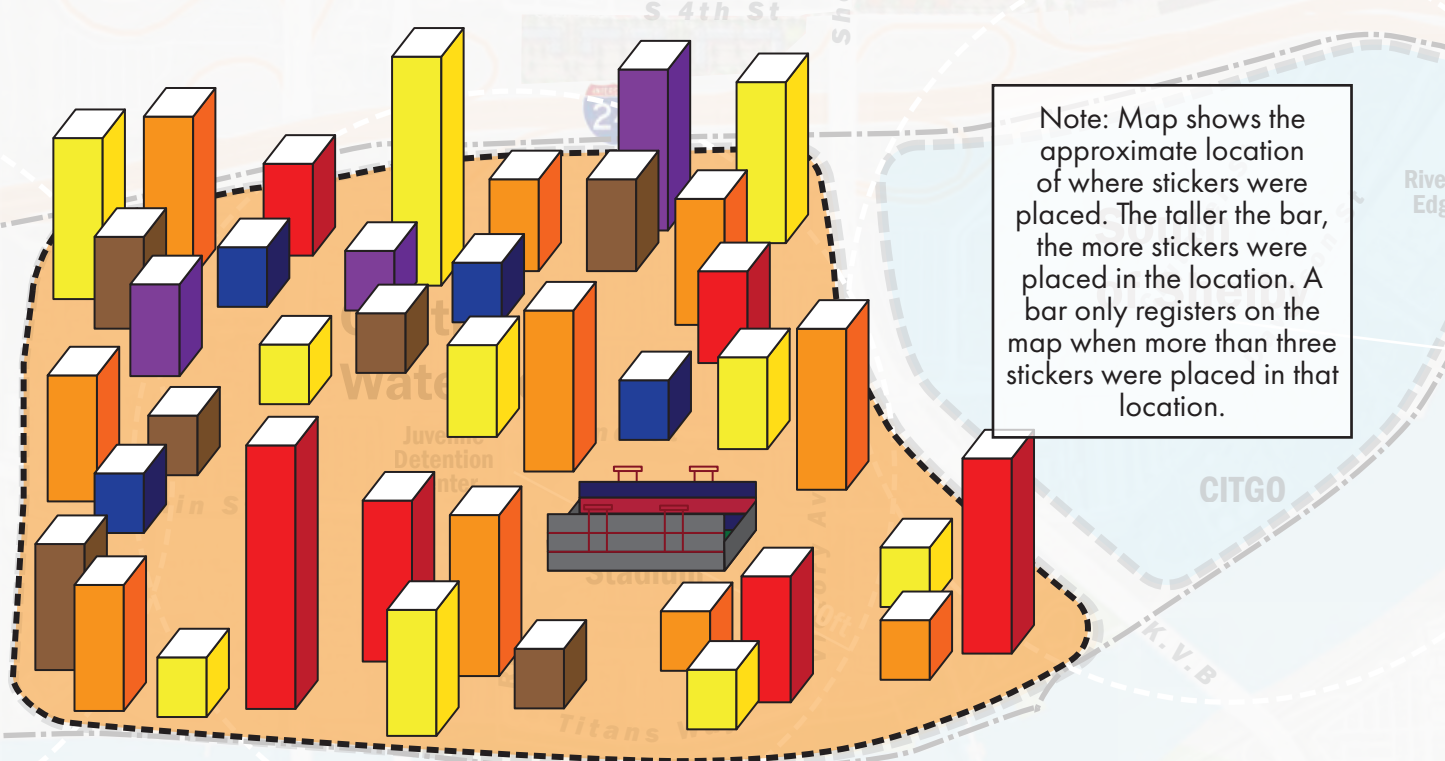 S 4th St
Note: Map shows the
approximate location
of where stickers were
placed. The taller the bar,
the more stickers were
placed in the location. A
bar only registers on the
map when more than three
stickers were placed in that
location.
CITGO
Detention
Stadium
K.V.B
Titans